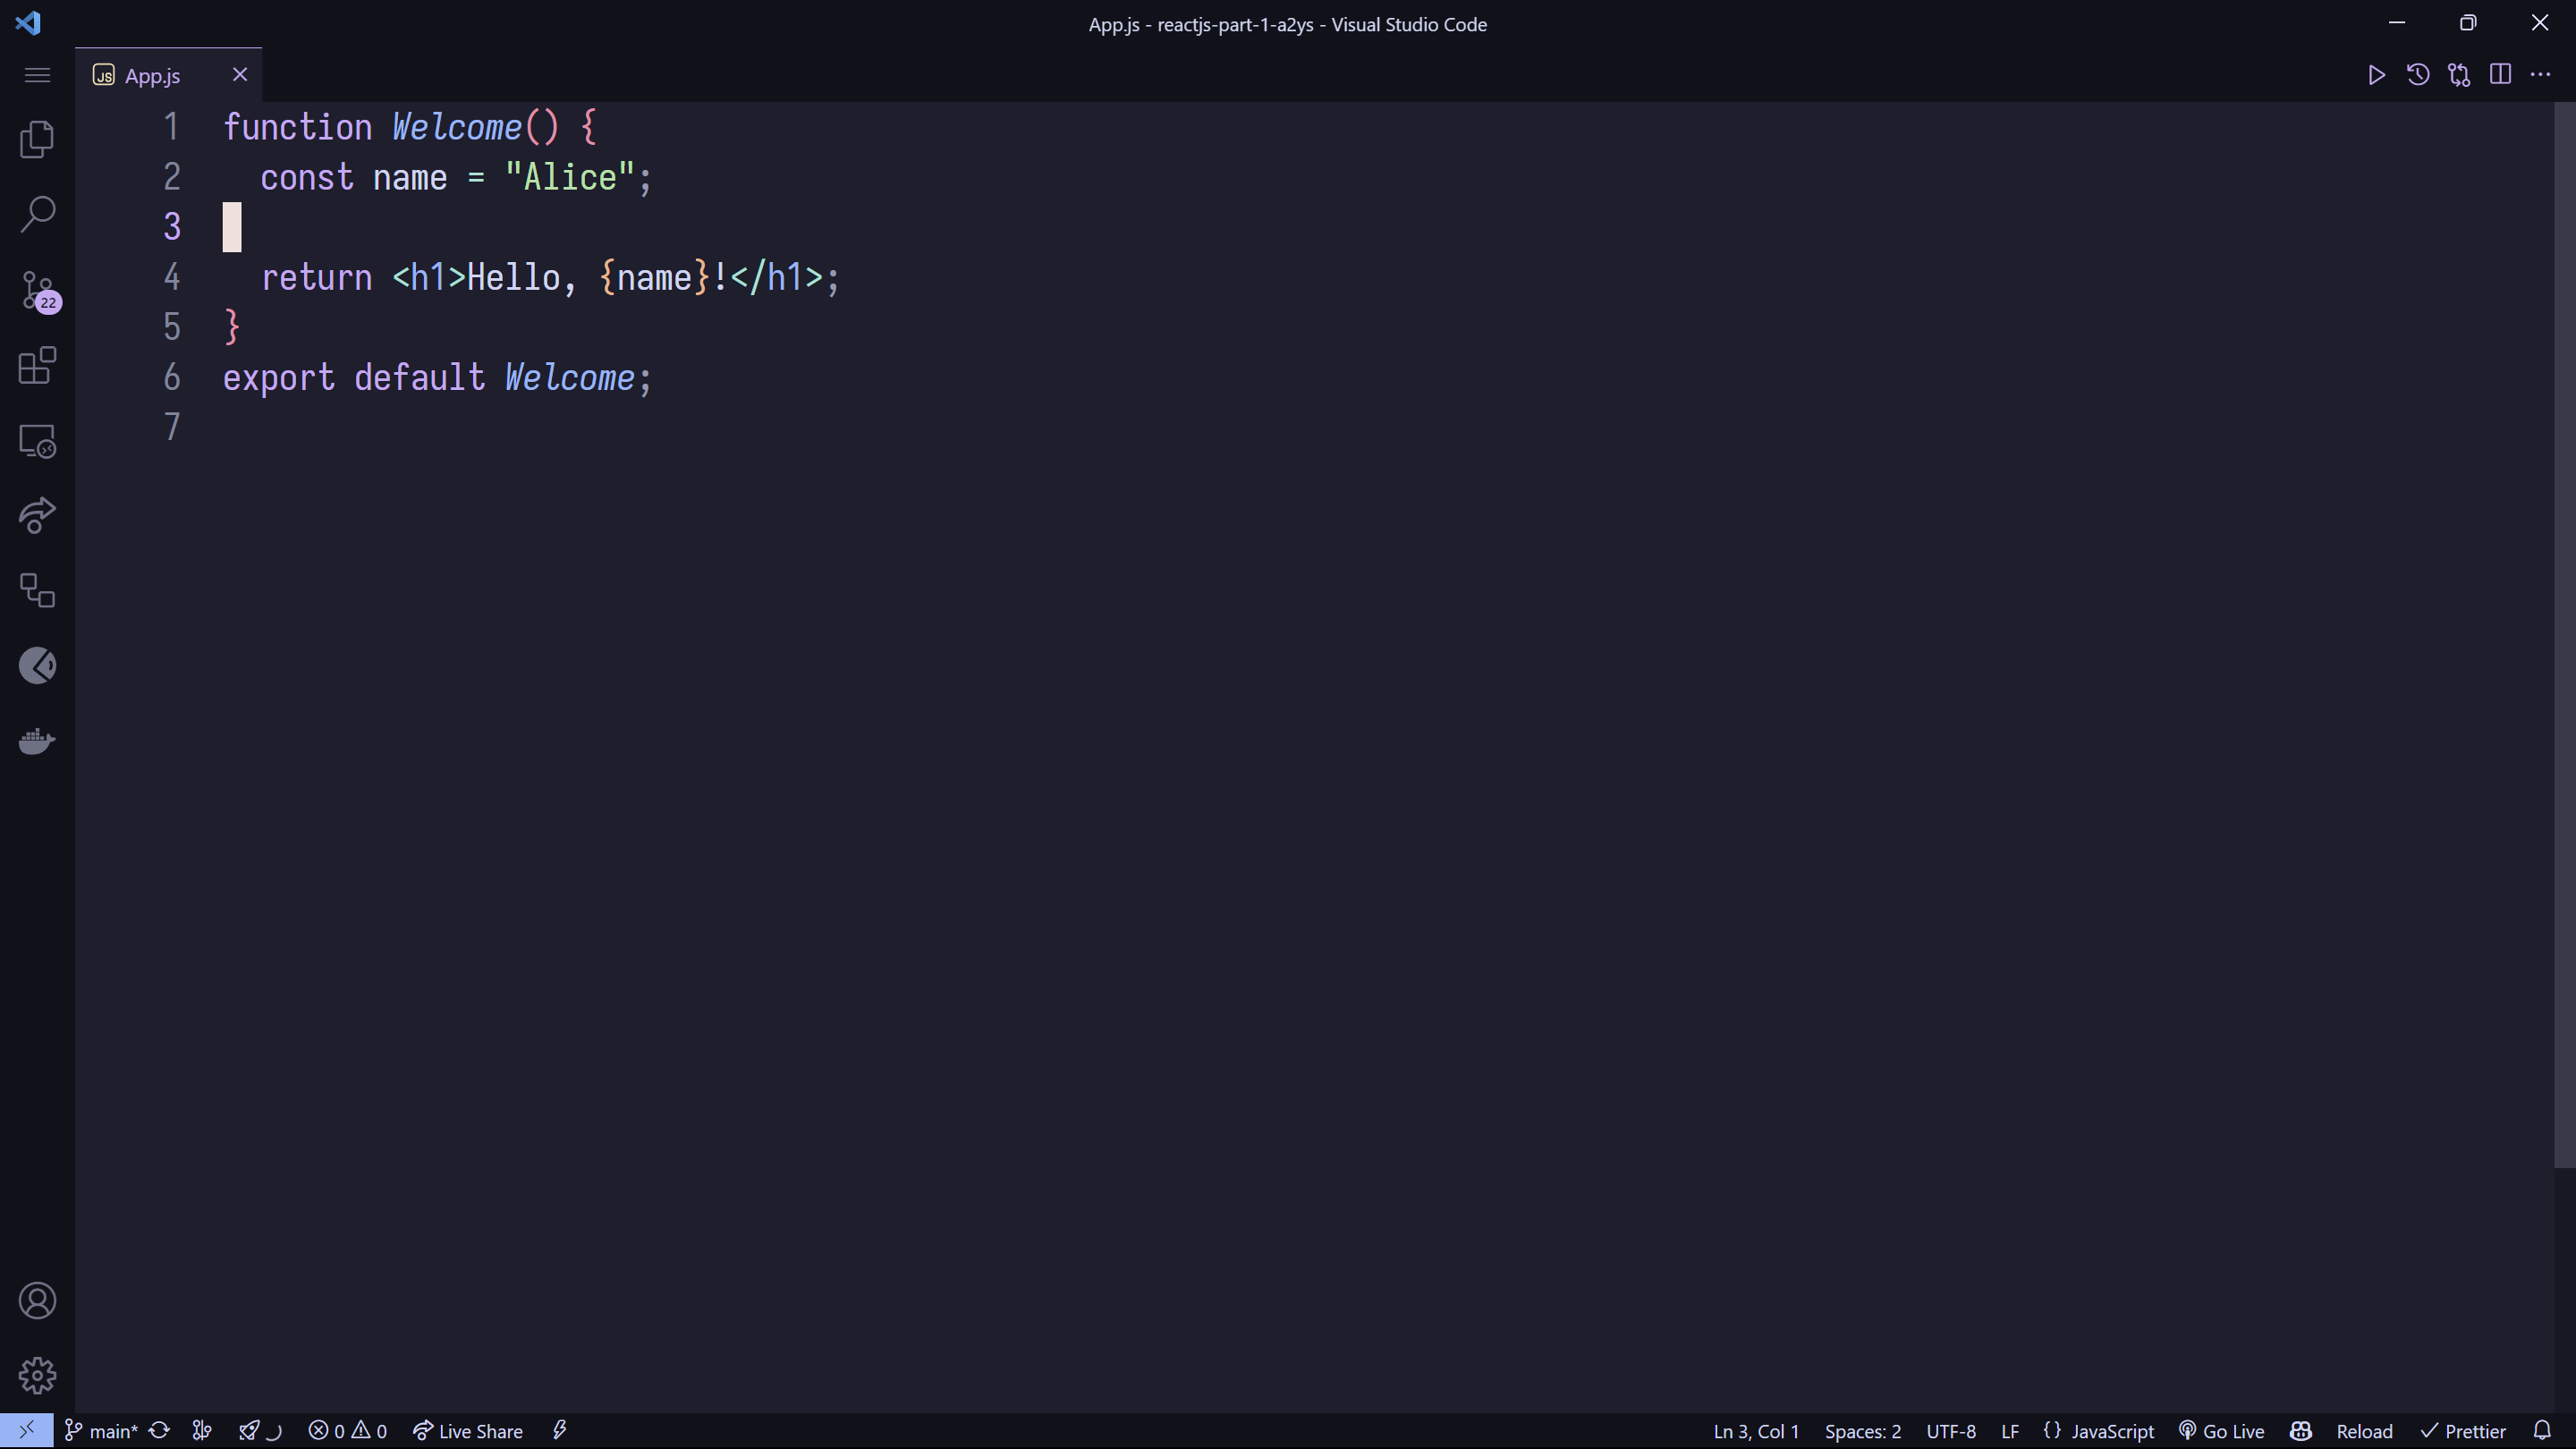 App.js - reactjs-part-1-a2ys - Visual Studio Code
JS App.js
1 function Welcome() {
2   const name = "Alice";
3
4   return <h1>Hello, {name}!</h1>;
5 }
6 export default Welcome;
7
22
main* 0 0 Live Share Ln 3, Col 1 Spaces: 2 UTF-8 LF {} JavaScript Go Live Reload Prettier